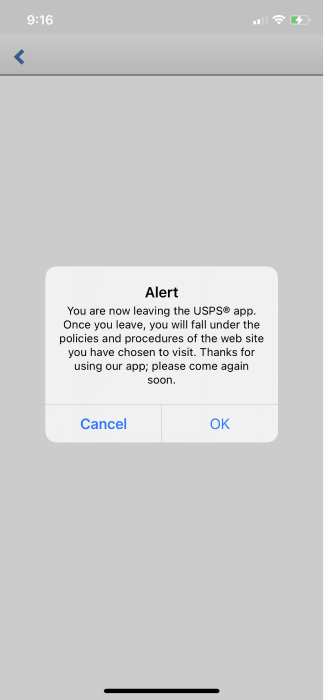 9:16
Alert
You are now leaving the USPS® app.
Once you leave, you will fall under the
policies and procedures of the web site
you have chosen to visit. Thanks for
using our app; please come again
soon.
Cancel OK